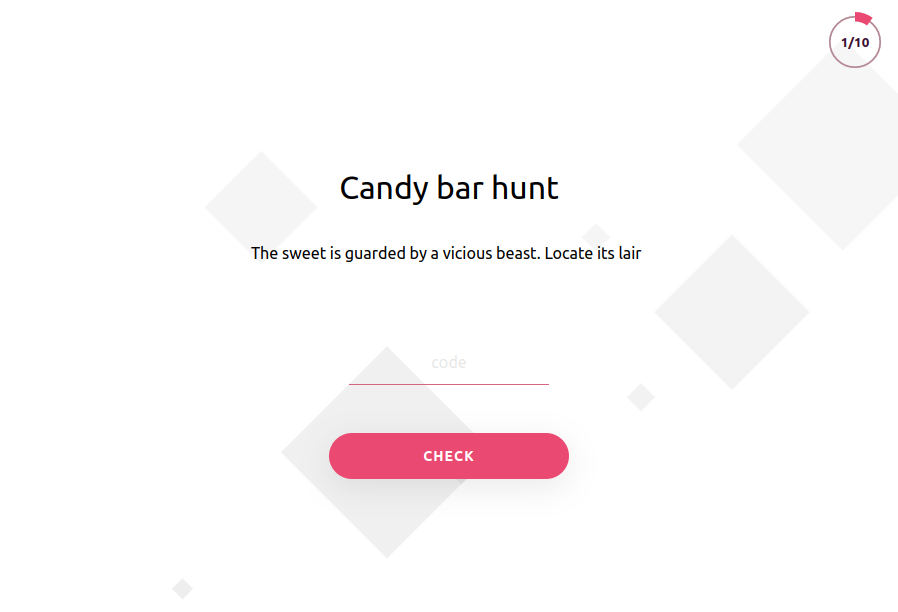 1/10
Candy bar hunt
The sweet is guarded by a vicious beast. Locate its lair
code
CHECK